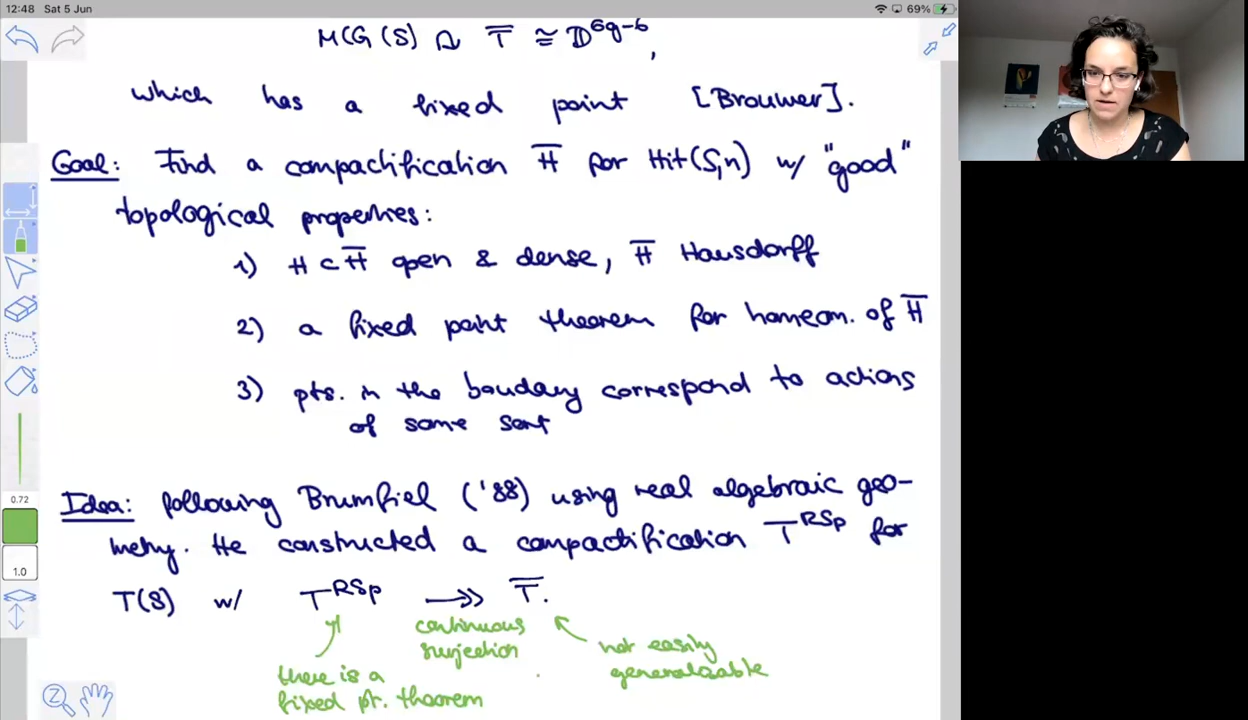 12:48 Sat 5 Jun
69%
MCG(S) ↷ T̅ ≅ 𝔻^{6g-6},
which has a fixed point [Brouwer].
Goal: Find a compactification H̅ for Hit(S,n) w/ "good"
topological properties:
1) H ⊂ H̅ open & dense, H̅ Hausdorff
2) a fixed point theorem for homeom. of H̅
3) pts. in the boudary correspond to actions
of some sort
Idea: following Brumfiel ('88) using real algebraic geo-
metry. He constructed a compactification T^{RSp} for
T(S) w/ T^{RSp} ↠ T̅.
continuous
surjection
not easily
generalizable
there is a
fixed pt. theorem
0.72
1.0
Z